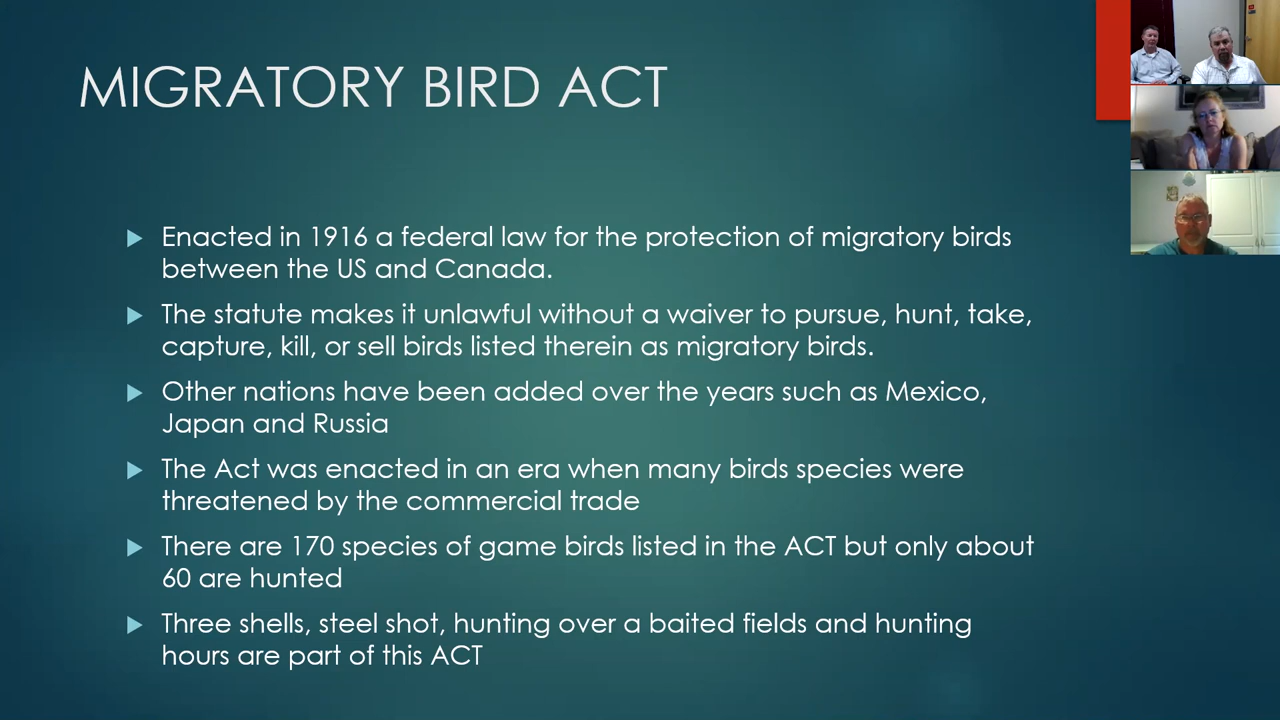 MIGRATORY BIRD ACT
Enacted in 1916 a federal law for the protection of migratory birds
between the US and Canada.
The statute makes it unlawful without a waiver to pursue, hunt, take,
capture, kill, or sell birds listed therein as migratory birds.
Other nations have been added over the years such as Mexico,
Japan and Russia
The Act was enacted in an era when many birds species were
threatened by the commercial trade
There are 170 species of game birds listed in the ACT but only about
60 are hunted
Three shells, steel shot, hunting over a baited fields and hunting
hours are part of this ACT